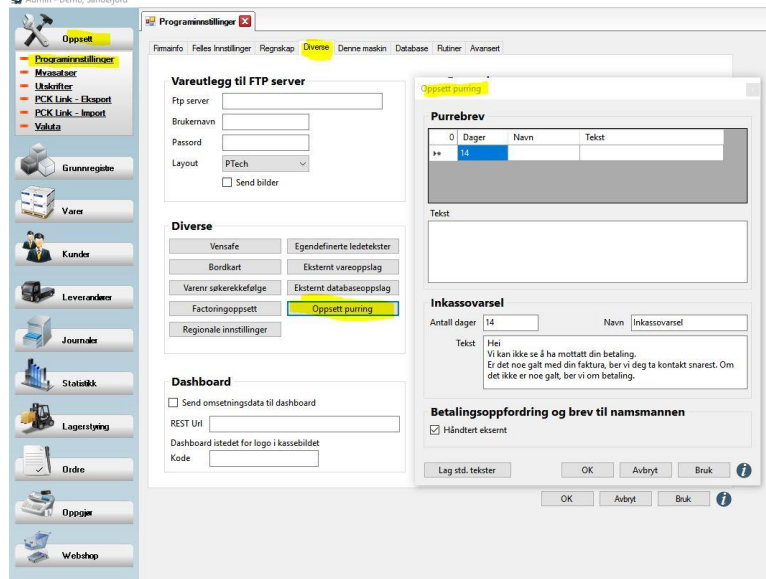 Admin - Demo, Sandefjord
Oppsett
Programinnstillinger
Mvasatser
Utskrifter
PCK Link - Eksport
PCK Link - Import
Valuta
Grunnregistre
Varer
Kunder
Leverandører
Journaler
Statistikk
Lagerstyring
Ordre
Oppgjør
Webshop
Programinnstillinger
Firmainfo Felles Innstillinger Regnskap Diverse Denne maskin Database Rutiner Avansert
Vareutlegg til FTP server
Ftp server
Brukernavn
Passord
Layout PTech
Send bilder
Diverse
Vensafe Egendefinerte ledetekster
Bordkart Eksternt vareoppslag
Varenr søkerekkefølge Eksternt databaseoppslag
Factoringoppsett Oppsett purring
Regionale innstillinger
Dashboard
Send omsetningsdata til dashboard
REST Url
Dashboard istedet for logo i kassebildet
Kode
Oppsett purring
Purrebrev
0 Dager Navn Tekst
14
Tekst
Inkassovarsel
Antall dager 14 Navn Inkassovarsel
Tekst Hei
Vi kan ikke se å ha mottatt din betaling.
Er det noe galt med din faktura, ber vi deg ta kontakt snarest. Om
det ikke er noe galt, ber vi om betaling.
Betalingsoppfordring og brev til namsmannen
Håndtert eksernt
Lag std. tekster OK Avbryt Bruk
OK Avbryt Bruk